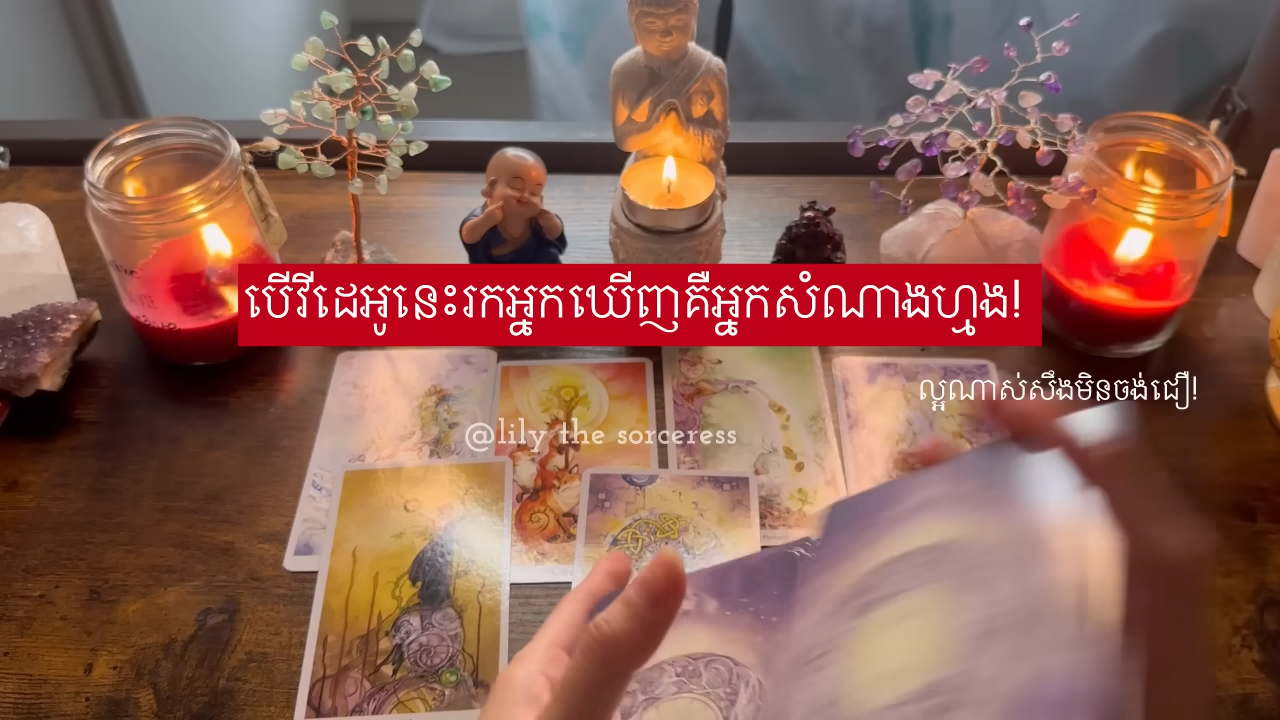 បើវីដេអូនេះរកអ្នកឃើញគឺអ្នកសំណាងហ្មង!
ល្អណាស់សឹងមិនចង់ជឿ!
@lily the sorceress